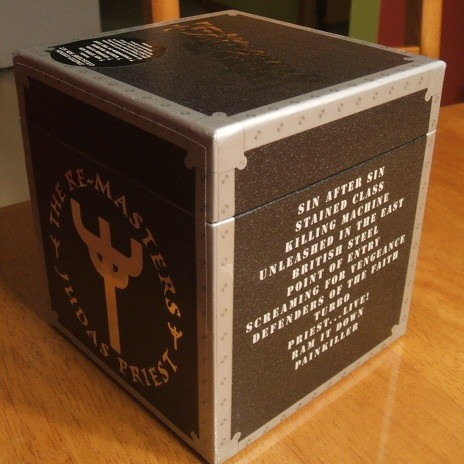 THE RE-MASTERS
JUDAS PRIEST
SIN AFTER SIN
STAINED CLASS
KILLING MACHINE
UNLEASHED IN THE EAST
BRITISH STEEL
POINT OF ENTRY
SCREAMING FOR VENGEANCE
DEFENDERS OF THE FAITH
TURBO
PRIEST...LIVE!
RAM IT DOWN
PAINKILLER